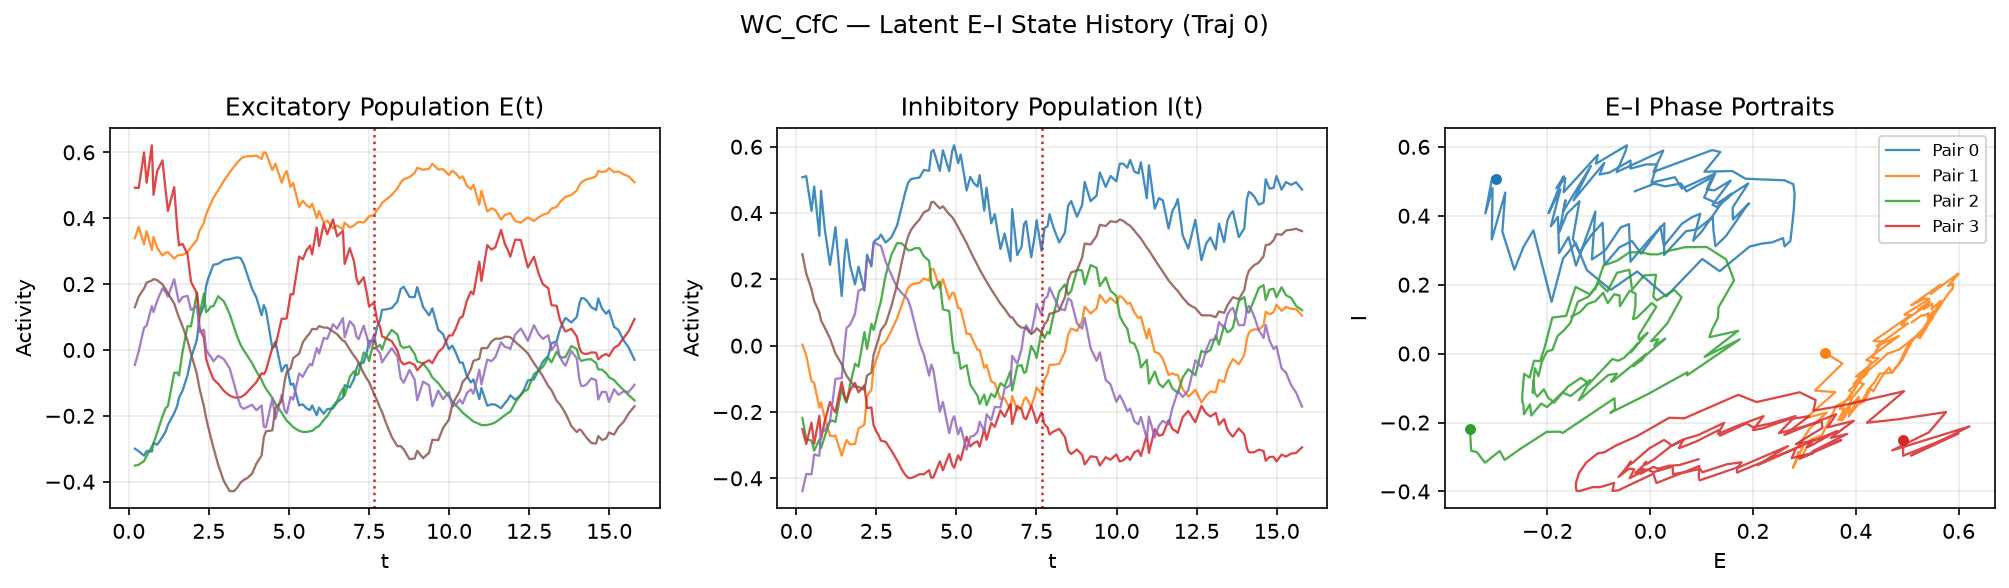 WC_CfC — Latent E–I State History (Traj 0)
Excitatory Population E(t)
Activity
0.6
0.4
0.2
0.0
−0.2
−0.4
0.0 2.5 5.0 7.5 10.0 12.5 15.0
t
Inhibitory Population I(t)
Activity
0.6
0.4
0.2
0.0
−0.2
−0.4
0.0 2.5 5.0 7.5 10.0 12.5 15.0
t
E–I Phase Portraits
I
0.6
0.4
0.2
0.0
−0.2
−0.4
−0.2 0.0 0.2 0.4 0.6
E
Pair 0
Pair 1
Pair 2
Pair 3